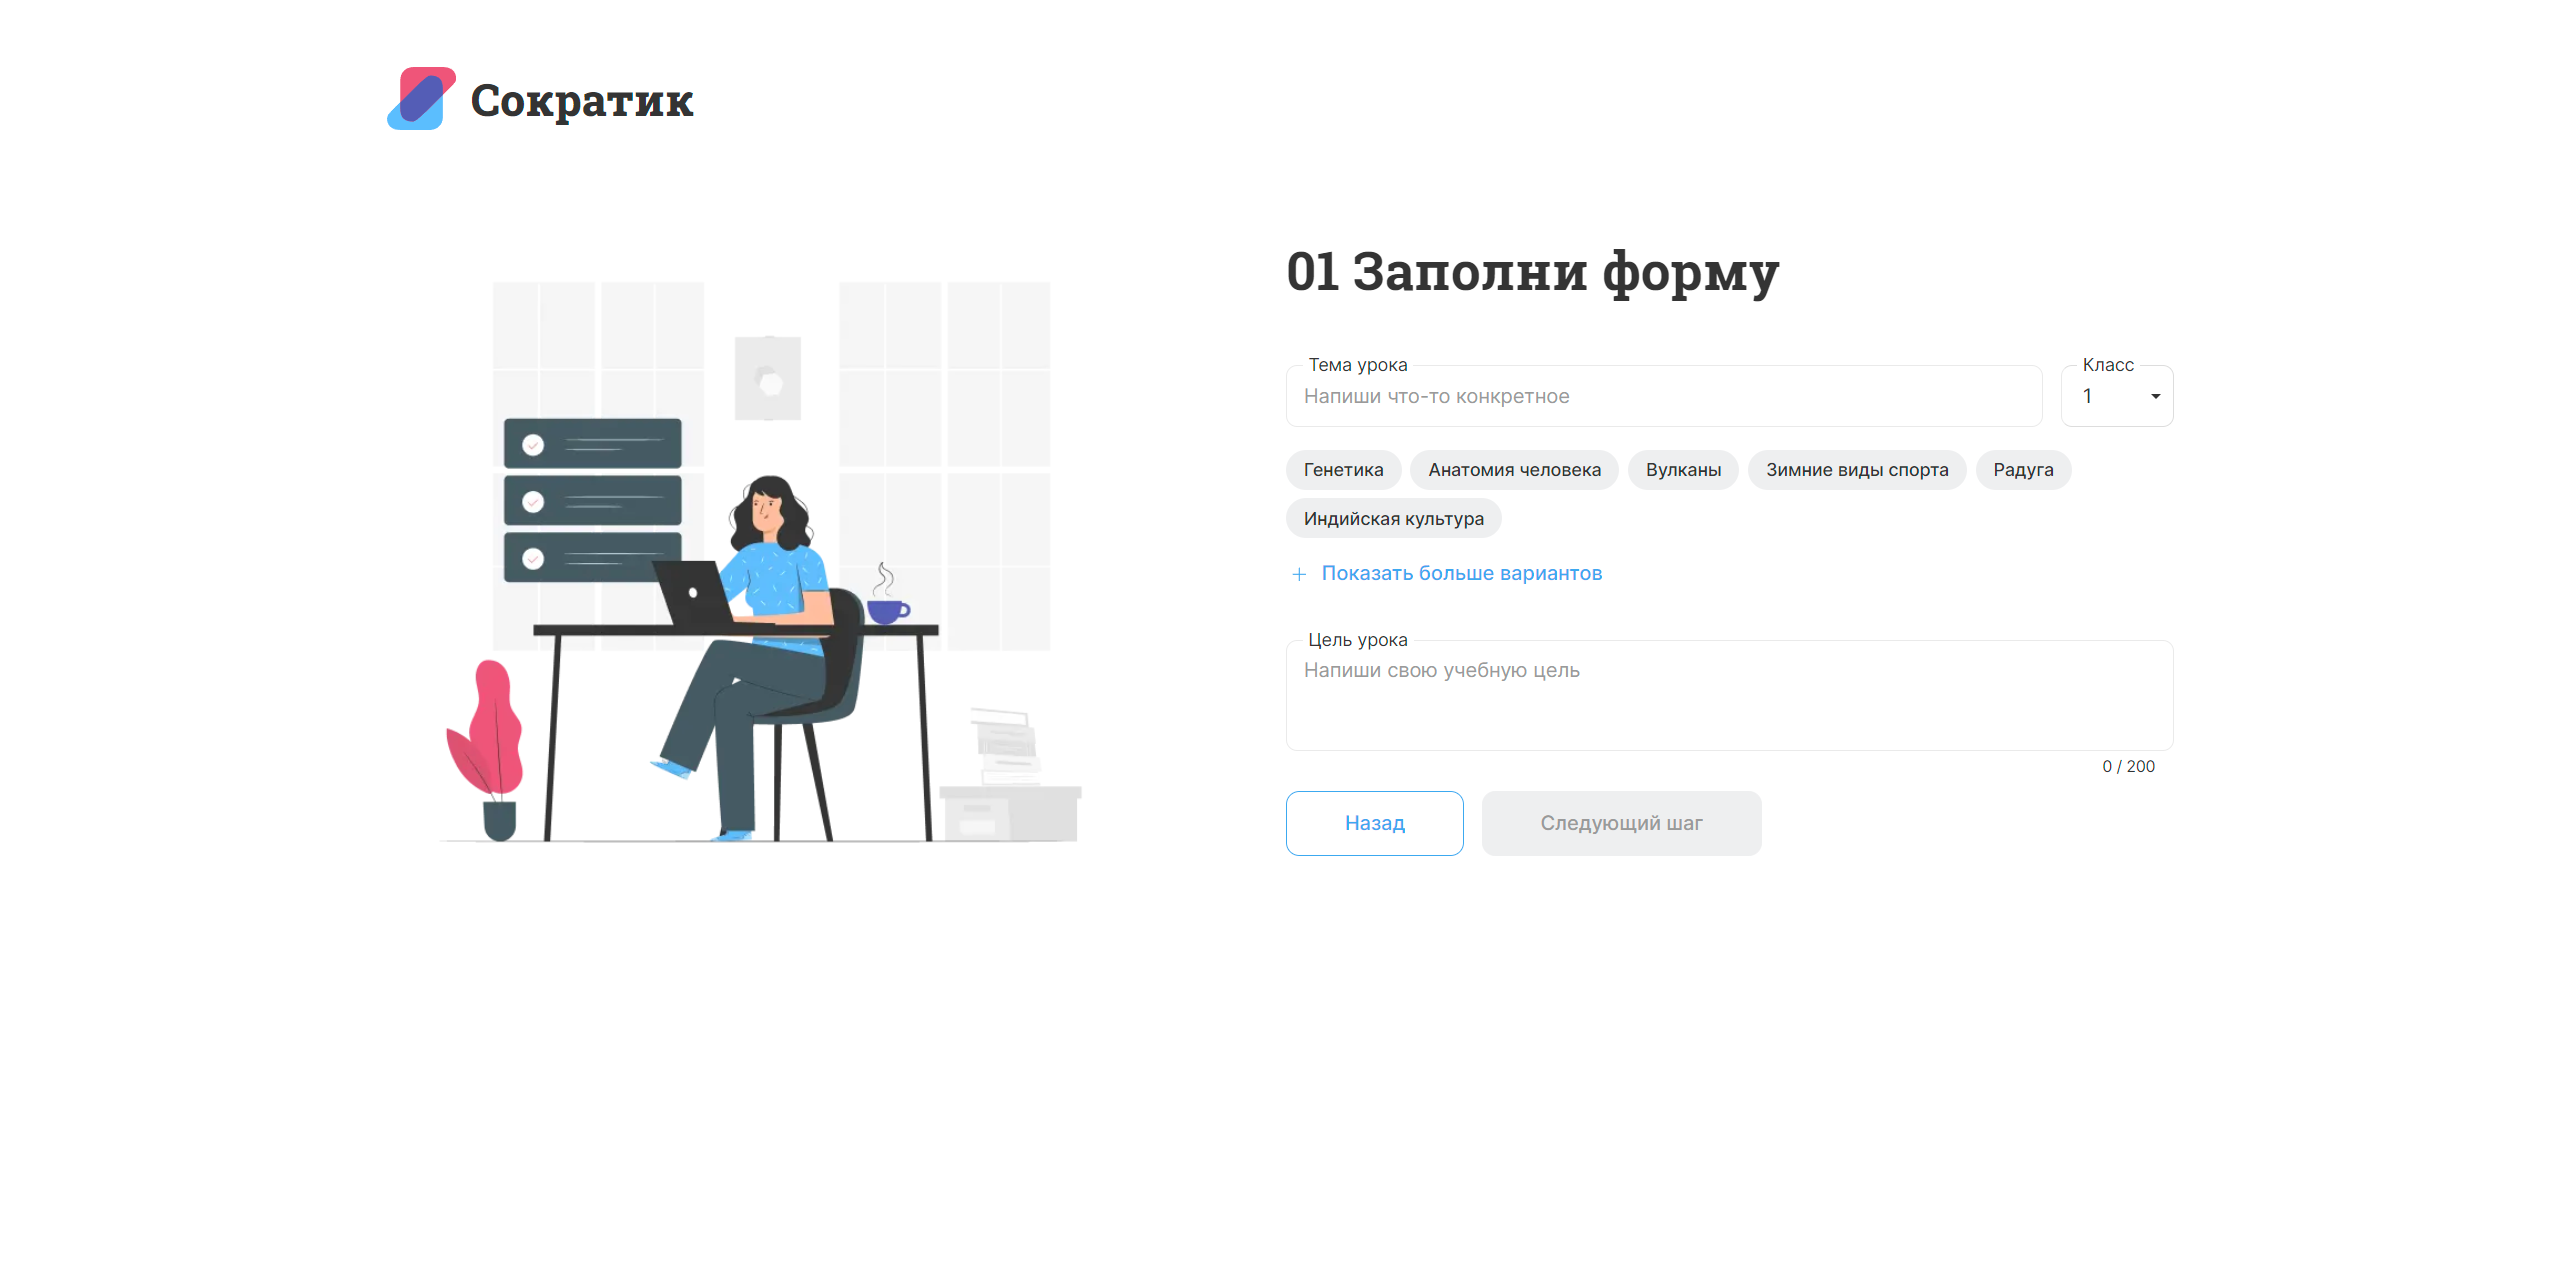 Сократик
01 Заполни форму
Тема урока
Напиши что-то конкретное
Класс
1
Генетика Анатомия человека Вулканы Зимние виды спорта Радуга
Индийская культура
+ Показать больше вариантов
Цель урока
Напиши свою учебную цель
0 / 200
Назад Следующий шаг